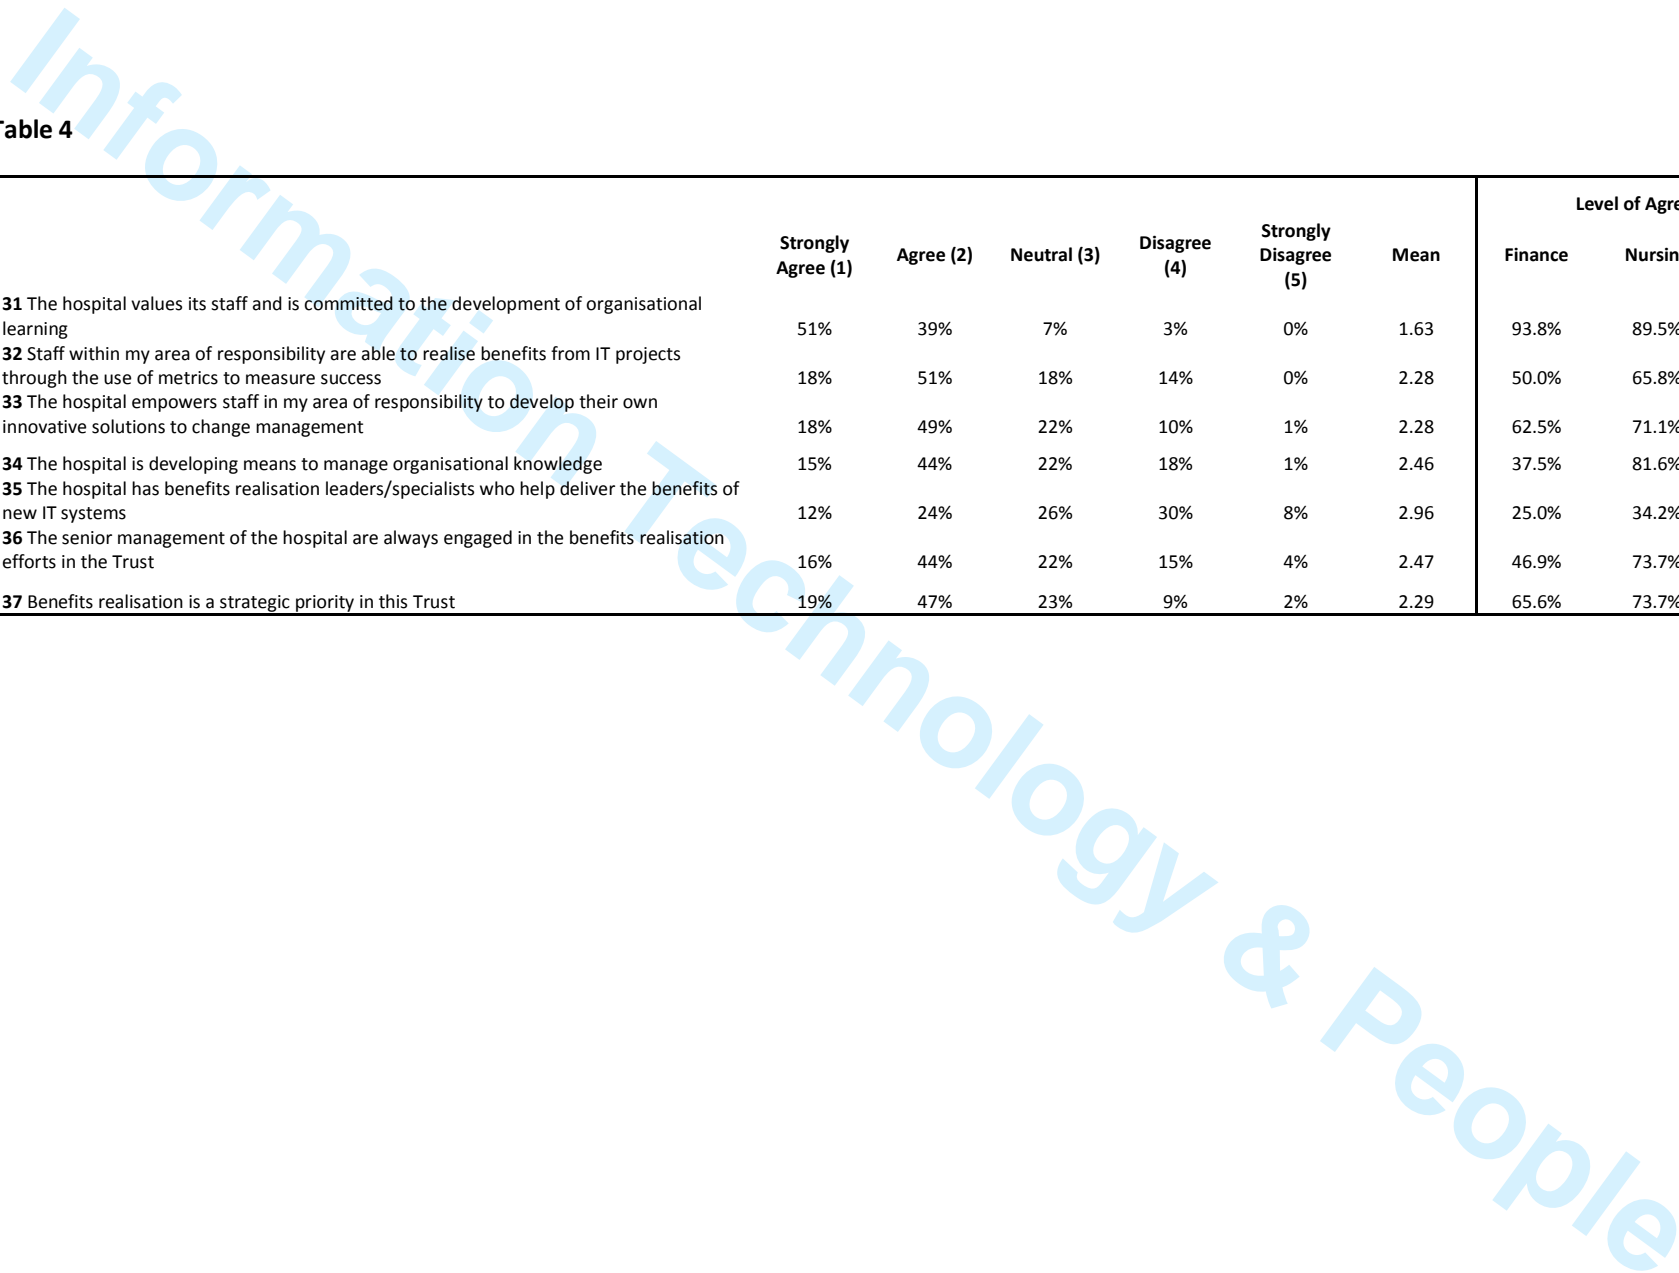 Information Technology & People
Table 4
Level of Agre
Strongly Agree (1) Agree (2) Neutral (3) Disagree (4) Strongly Disagree (5) Mean Finance Nursin
31 The hospital values its staff and is committed to the development of organisational
learning 51% 39% 7% 3% 0% 1.63 93.8% 89.5%
32 Staff within my area of responsibility are able to realise benefits from IT projects
through the use of metrics to measure success 18% 51% 18% 14% 0% 2.28 50.0% 65.8%
33 The hospital empowers staff in my area of responsibility to develop their own
innovative solutions to change management 18% 49% 22% 10% 1% 2.28 62.5% 71.1%
34 The hospital is developing means to manage organisational knowledge 15% 44% 22% 18% 1% 2.46 37.5% 81.6%
35 The hospital has benefits realisation leaders/specialists who help deliver the benefits of
new IT systems 12% 24% 26% 30% 8% 2.96 25.0% 34.2%
36 The senior management of the hospital are always engaged in the benefits realisation
efforts in the Trust 16% 44% 22% 15% 4% 2.47 46.9% 73.7%
37 Benefits realisation is a strategic priority in this Trust 19% 47% 23% 9% 2% 2.29 65.6% 73.7%